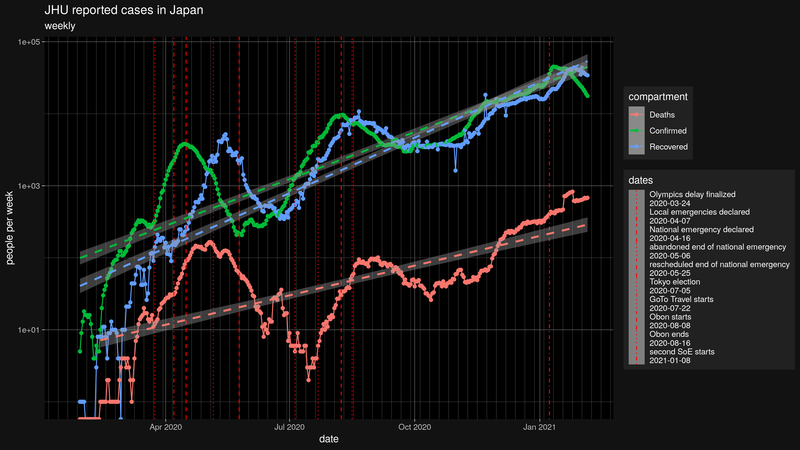 JHU reported cases in Japan
weekly
1e+05
1e+03
1e+01
people per week
Apr 2020
Jul 2020
Oct 2020
Jan 2021
date
compartment
Deaths
Confirmed
Recovered
dates
Olympics delay finalized
2020-03-24
Local emergencies declared
2020-04-07
National emergency declared
2020-04-16
abandoned end of national emergency
2020-05-06
rescheduled end of national emergency
2020-05-25
Tokyo election
2020-07-05
GoTo Travel starts
2020-07-22
Obon starts
2020-08-08
Obon ends
2020-08-16
second SoE starts
2021-01-08